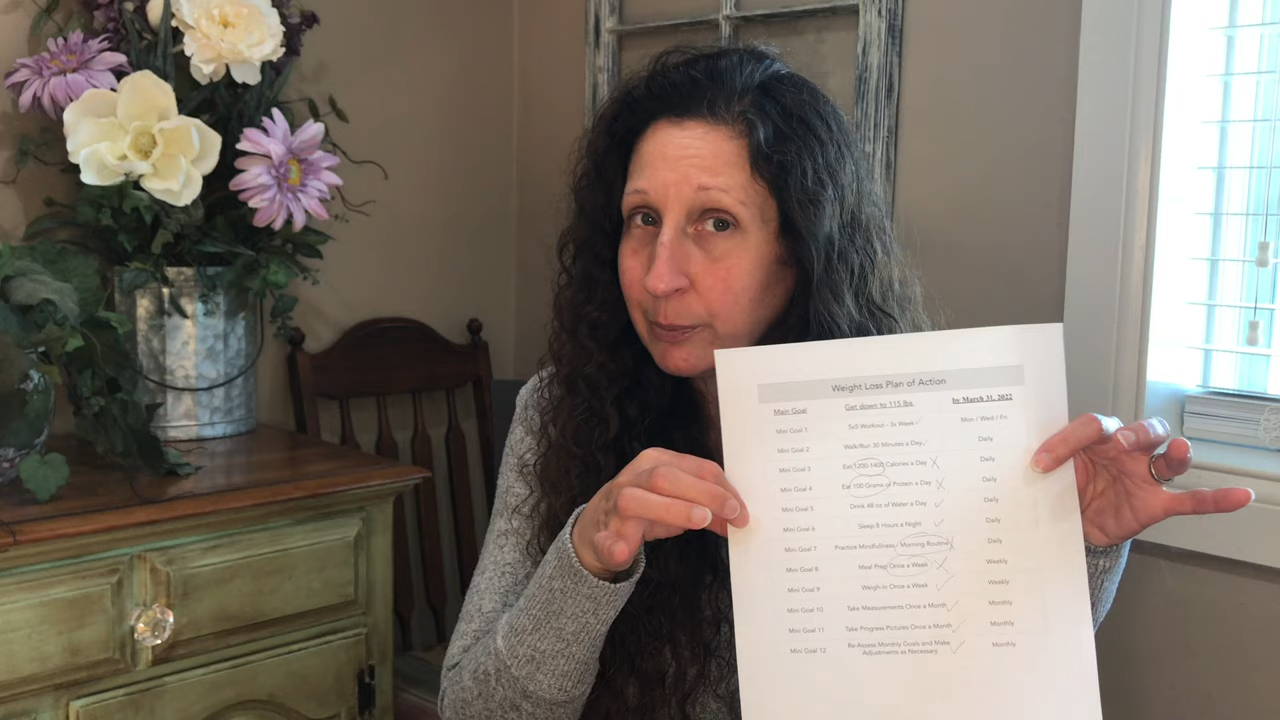 Weight Loss Plan of Action
Main Goal Get down to 115 lbs. by March 31, 2022
Mini Goal 1 5x5 Workout - 3x Week Mon / Wed / Fri
Mini Goal 2 Walk/Run 30 Minutes a Day Daily
Mini Goal 3 Eat 1200-1400 Calories a Day Daily
Mini Goal 4 Eat 100 Grams of Protein a Day Daily
Mini Goal 5 Drink 48 oz of Water a Day Daily
Mini Goal 6 Sleep 8 Hours a Night Daily
Mini Goal 7 Practice Mindfulness - Morning Routine Daily
Mini Goal 8 Meal Prep Once a Week Weekly
Mini Goal 9 Weigh-in Once a Week Weekly
Mini Goal 10 Take Measurements Once a Month Monthly
Mini Goal 11 Take Progress Pictures Once a Month Monthly
Mini Goal 12 Re-Assess Monthly Goals and Make Monthly
Adjustments as Necessary